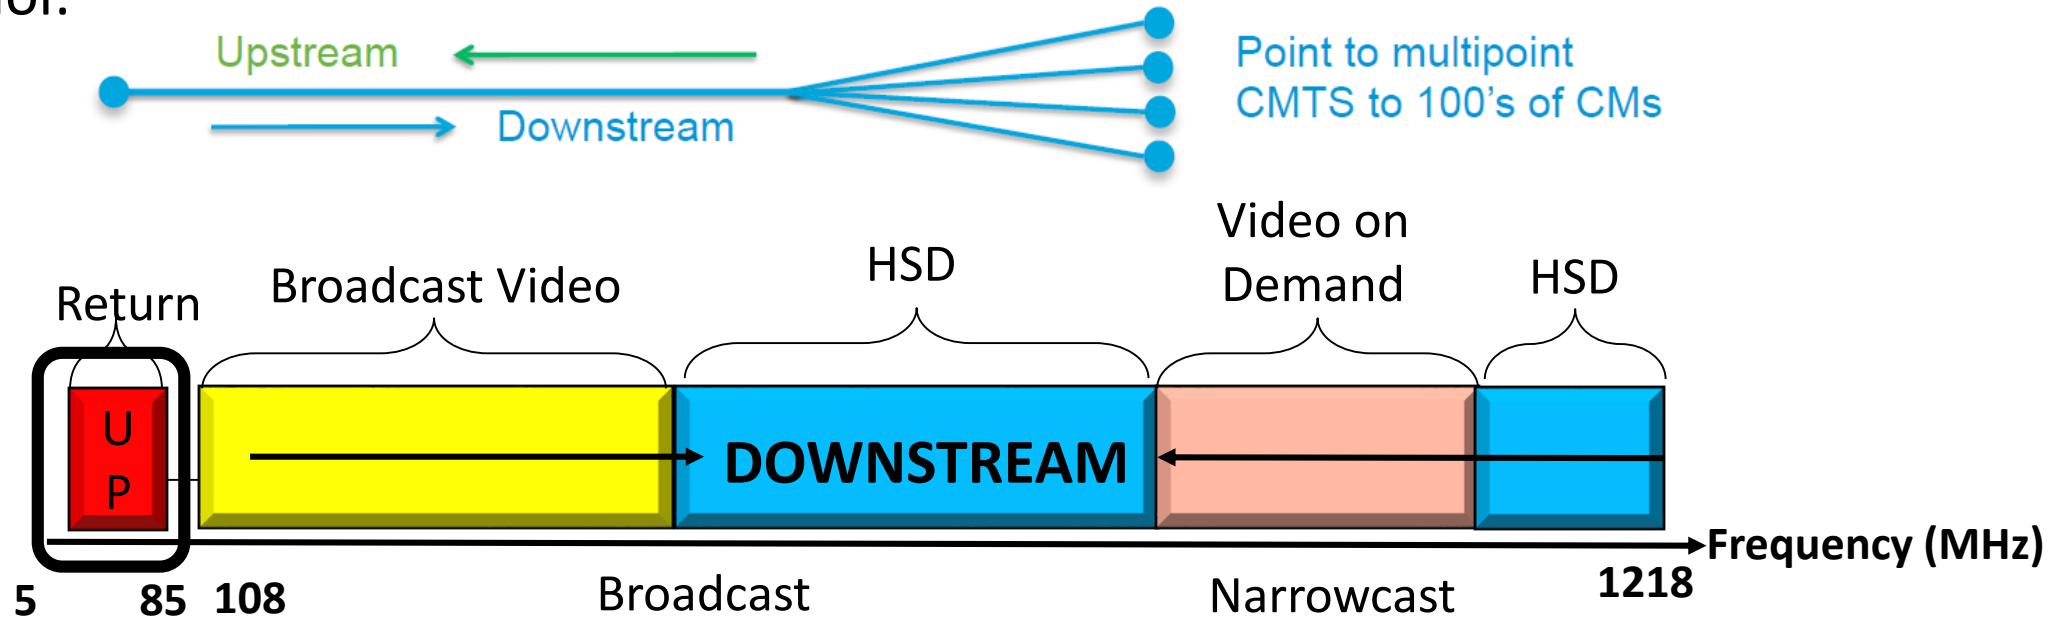 Upstream
Downstream
Point to multipoint
CMTS to 100's of CMs
Return
Broadcast Video
HSD
Video on
Demand
HSD
U
P
DOWNSTREAM
Frequency (MHz)
5
85
108
Broadcast
Narrowcast
1218